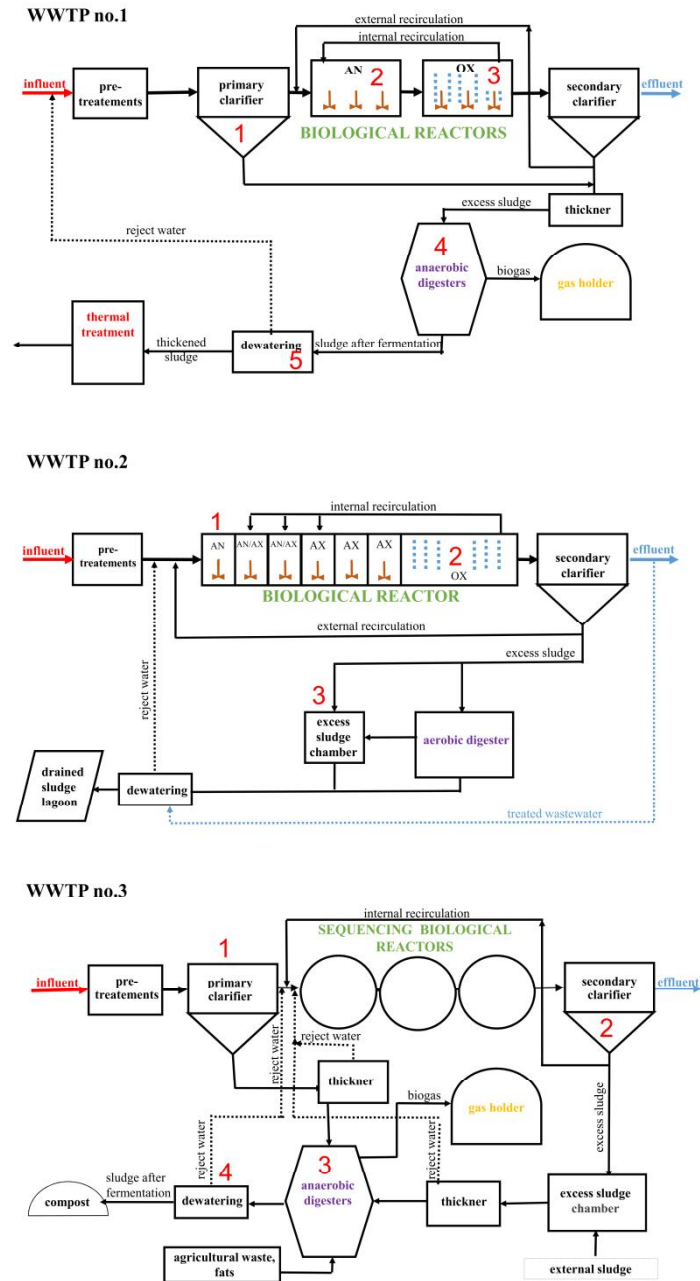 WWTP no.1
external recirculation
internal recirculation
influent
pre-
treatements
primary
clarifier
AN
2
OX
3
secondary
clarifier
effluent
1
BIOLOGICAL REACTORS
excess sludge
thickner
reject water
4
anaerobic
digesters
biogas
gas holder
thermal
treatment
thickened
sludge
dewatering
5
sludge after fermentation
WWTP no.2
internal recirculation
1
influent
pre-
treatements
AN
AN/AX
AN/AX
AX
AX
AX
2
OX
secondary
clarifier
effluent
BIOLOGICAL REACTOR
external recirculation
excess sludge
reject water
3
excess
sludge
chamber
aerobic digester
drained
sludge
lagoon
dewatering
treated wastewater
WWTP no.3
internal recirculation
SEQUENCING BIOLOGICAL
REACTORS
1
influent
pre-
treatements
primary
clarifier
secondary
clarifier
effluent
2
reject water
reject water
thickner
biogas
gas holder
excess sludge
reject water
reject water
3
anaerobic
digesters
4
sludge after
fermentation
compost
dewatering
thickner
excess sludge
chamber
agricultural waste,
fats
external sludge